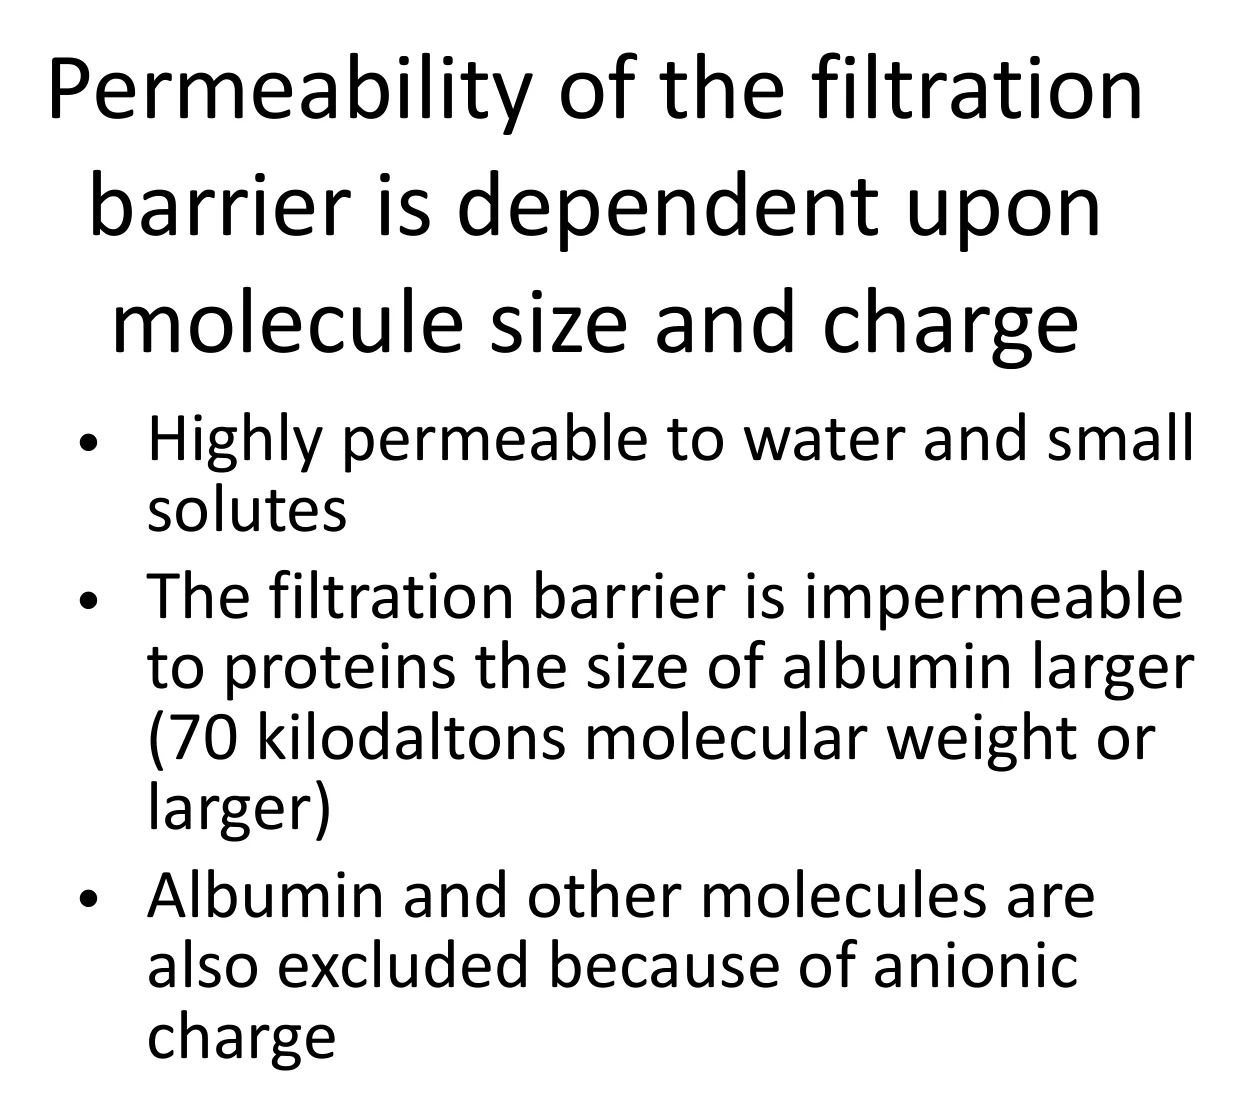 Permeability of the filtration
barrier is dependent upon
molecule size and charge
• Highly permeable to water and small
solutes
• The filtration barrier is impermeable
to proteins the size of albumin larger
(70 kilodaltons molecular weight or
larger)
• Albumin and other molecules are
also excluded because of anionic
charge